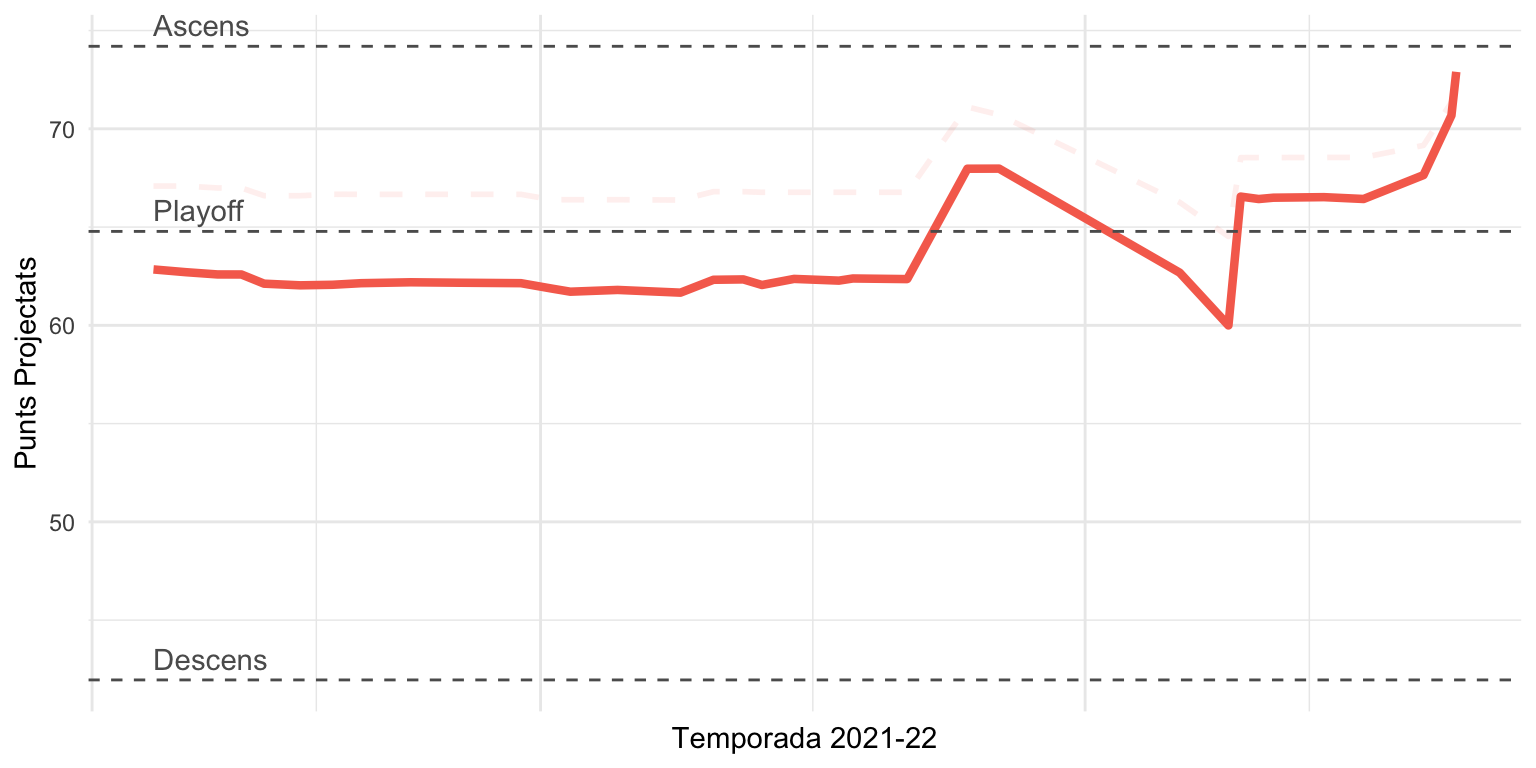 Ascens
70
Playoff
60
Punts Projectats
50
Descens
Temporada 2021-22